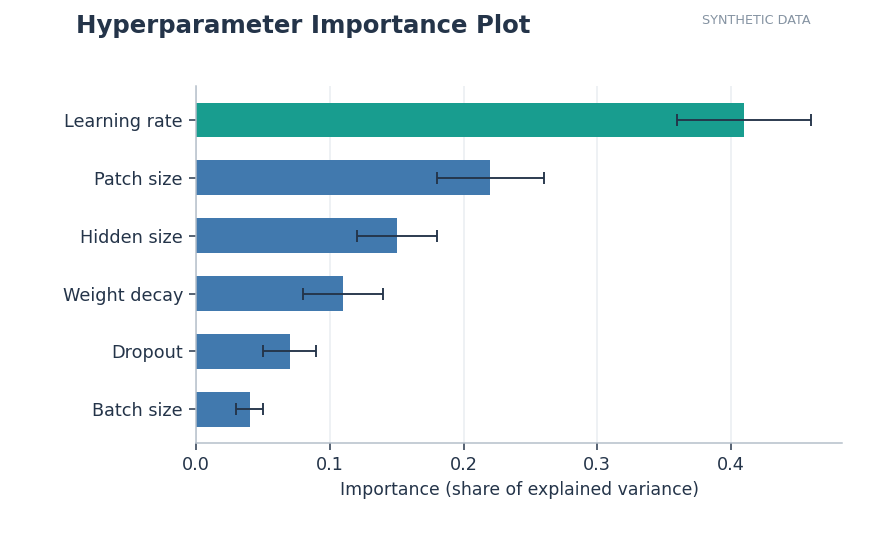 Hyperparameter Importance Plot
SYNTHETIC DATA
Learning rate
Patch size
Hidden size
Weight decay
Dropout
Batch size
0.0 0.1 0.2 0.3 0.4
Importance (share of explained variance)